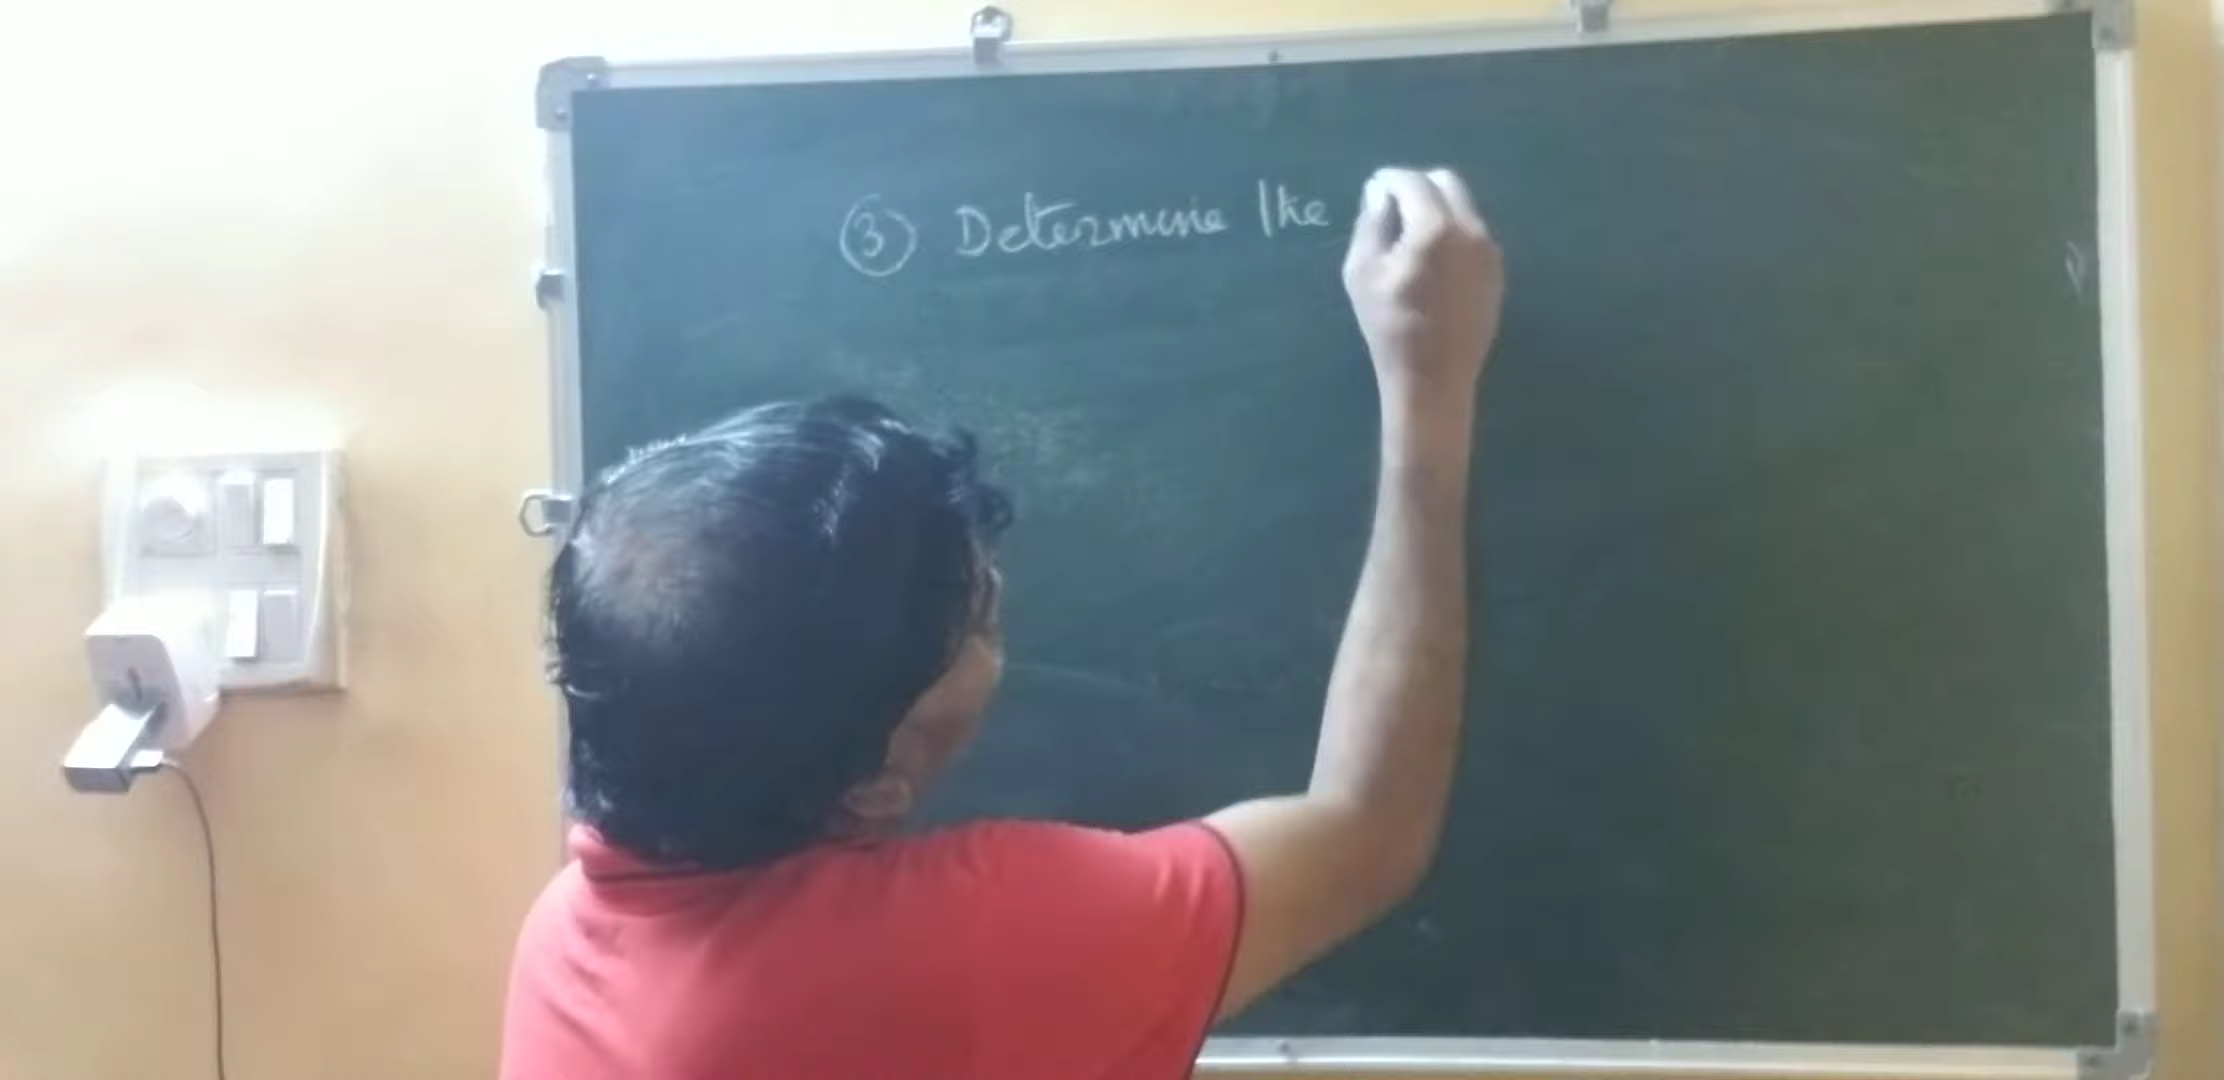 ③ Determine the